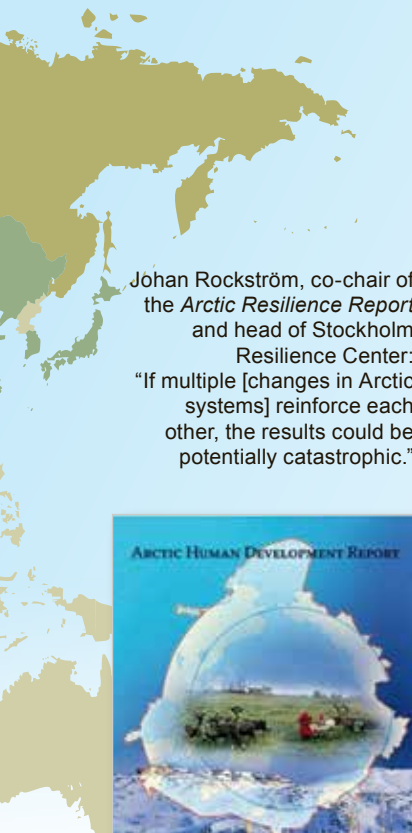 Johan Rockström, co-chair of
the Arctic Resilience Report
and head of Stockholm
Resilience Center:
“If multiple [changes in Arctic
systems] reinforce each
other, the results could be
potentially catastrophic.”
ARCTIC HUMAN DEVELOPMENT REPORT